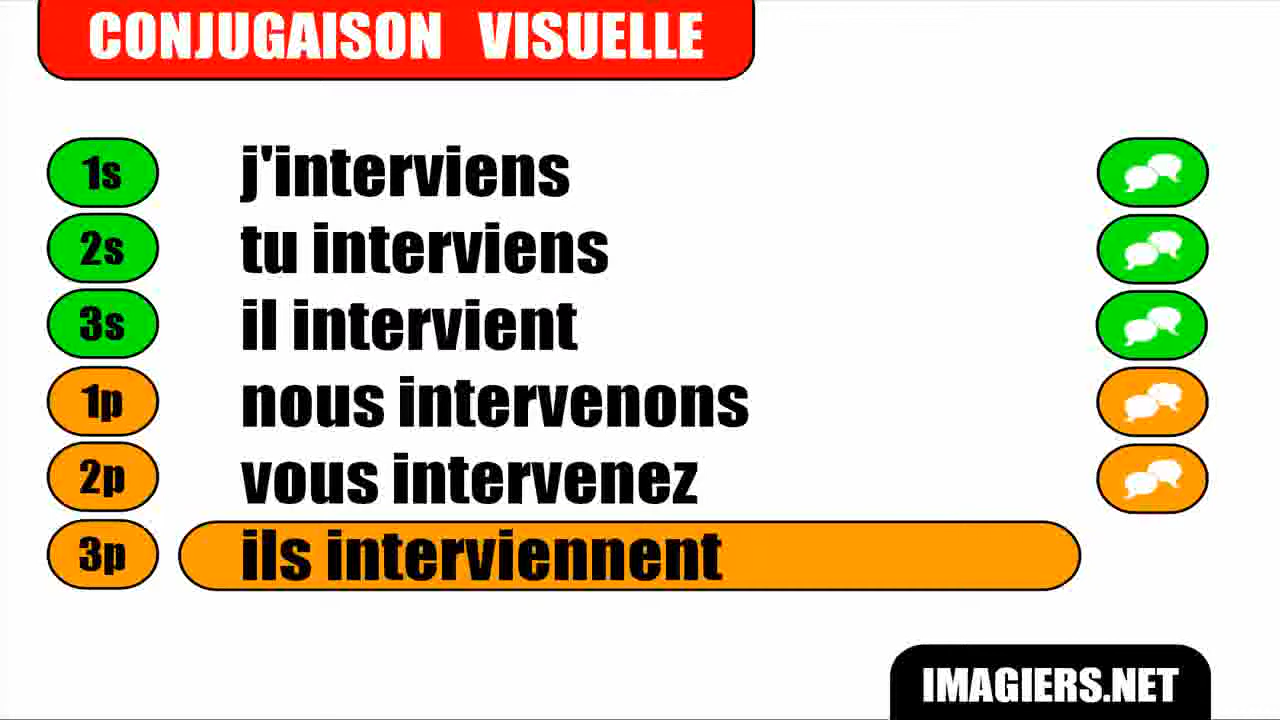 CONJUGAISON VISUELLE
1s j'interviens
2s tu interviens
3s il intervient
1p nous intervenons
2p vous intervenez
3p ils interviennent
IMAGIERS.NET